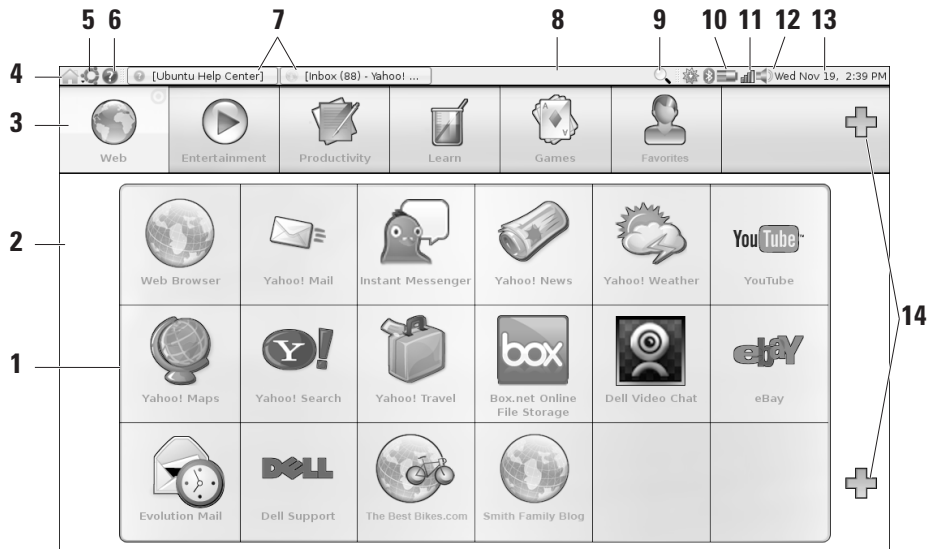 5 6 7 8 9 10 11 12 13
4 ? ? [Ubuntu Help Center] [Inbox (88) - Yahoo! ... Wed Nov 19, 2:39 PM
3
A
A
Web Entertainment Productivity Learn Games Favorites
2
You Tube
Web Browser Yahoo! Mail Instant Messenger Yahoo! News Yahoo! Weather YouTube
14
1
Y! box ebaY
Yahoo! Maps Yahoo! Search Yahoo! Travel Box.net Online File Storage Dell Video Chat eBay
DELL
Evolution Mail Dell Support The Best Bikes.com Smith Family Blog